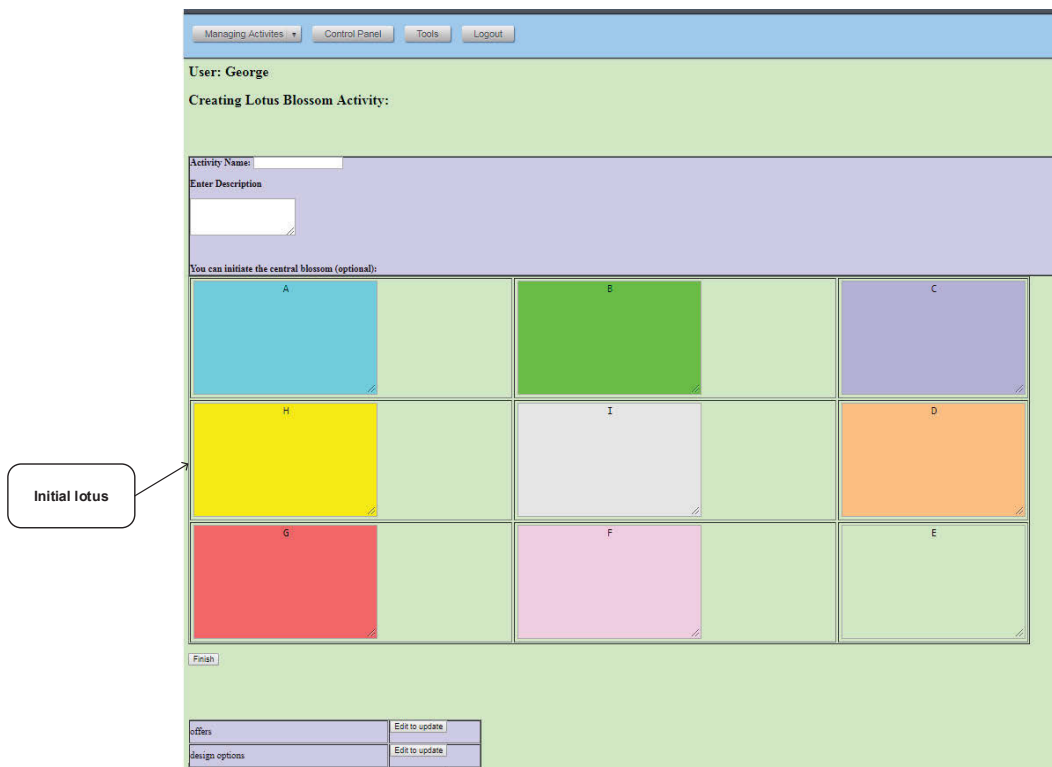 Managing Activites Control Panel Tools Logout
User: George
Creating Lotus Blossom Activity:
Activity Name:
Enter Description
You can initiate the central blossom (optional):
A B C
H I D
Initial lotus
G F E
Finish
offers Edit to update
design options Edit to update